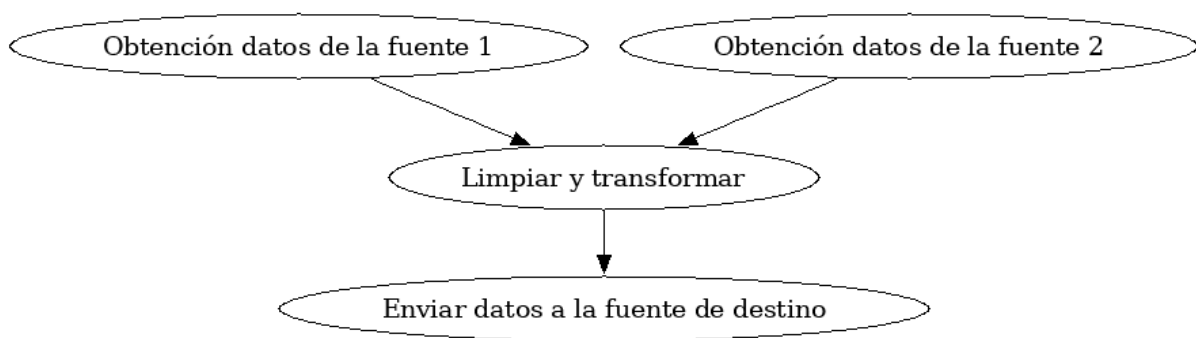 Obtención datos de la fuente 1
Obtención datos de la fuente 2
Limpiar y transformar
Enviar datos a la fuente de destino